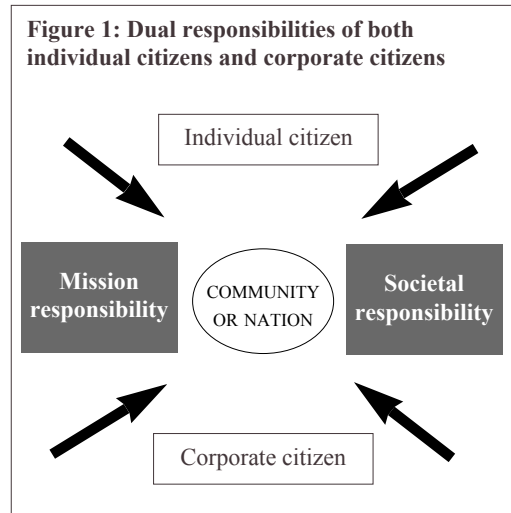 Figure 1: Dual responsibilities of both
individual citizens and corporate citizens
Individual citizen
Mission
responsibility
COMMUNITY
OR NATION
Societal
responsibility
Corporate citizen